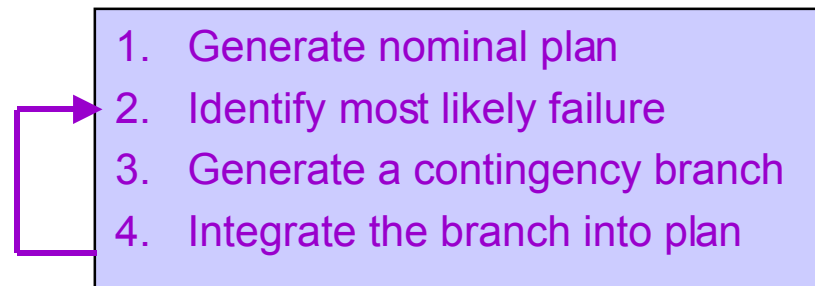 1. Generate nominal plan
2. Identify most likely failure
3. Generate a contingency branch
4. Integrate the branch into plan